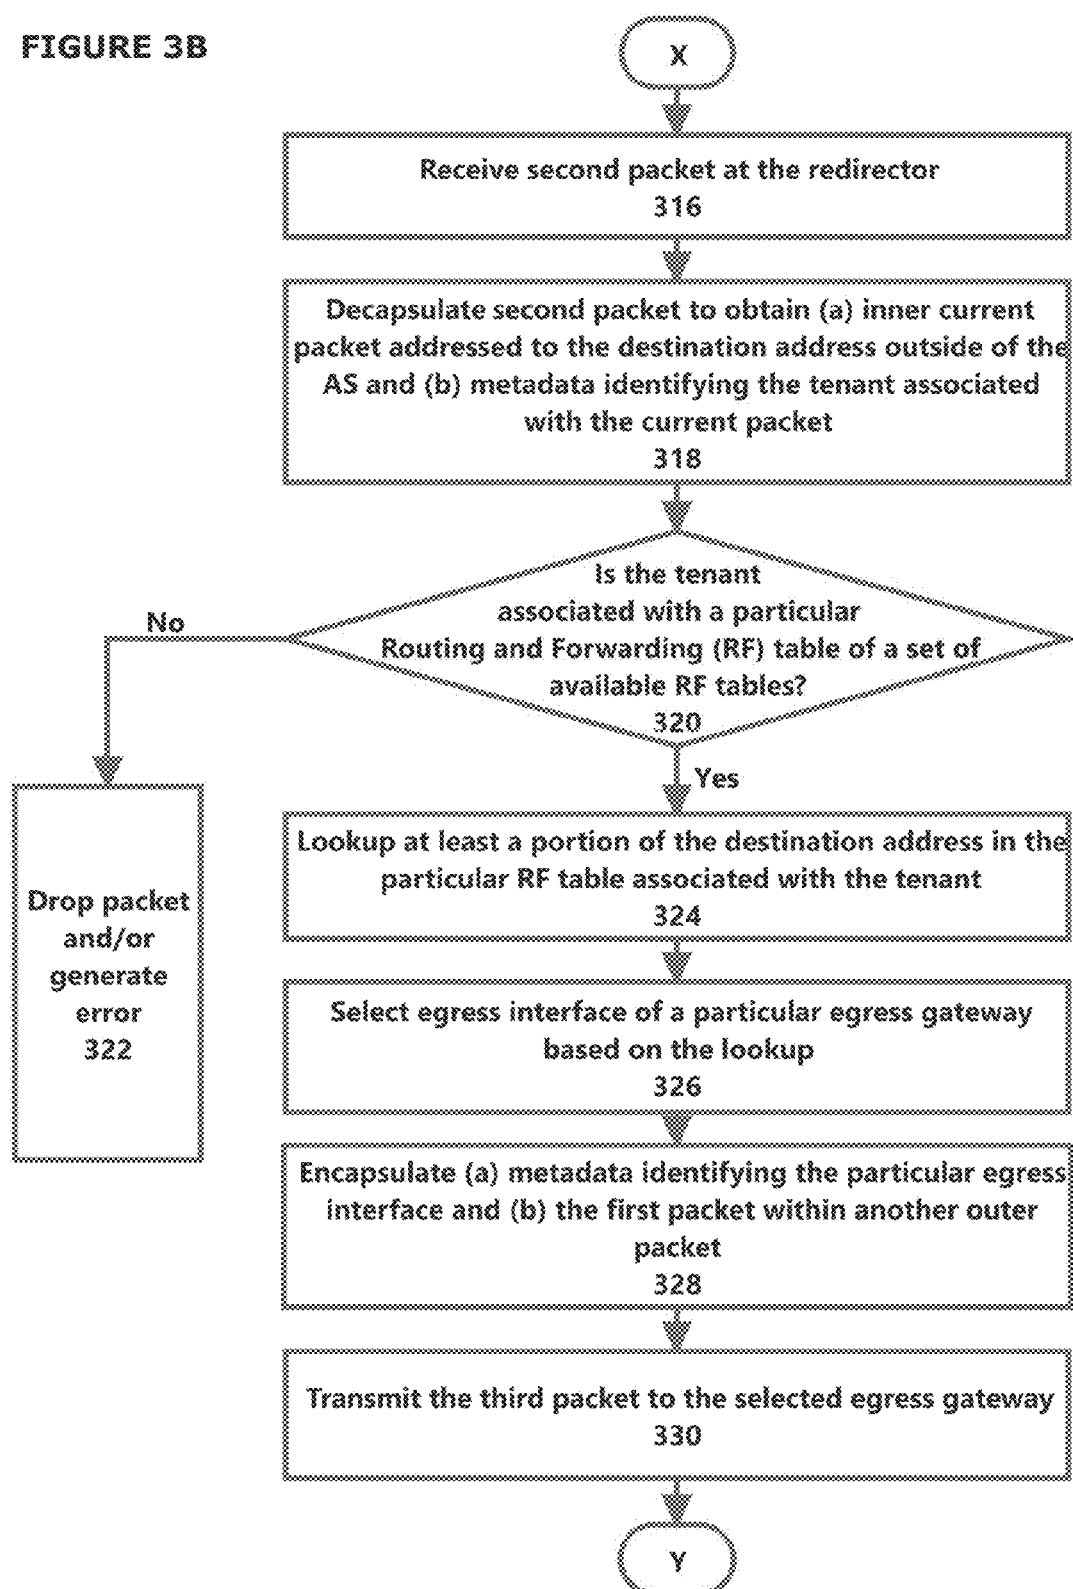 FIGURE 3B
X
Receive second packet at the redirector
316
Decapsulate second packet to obtain (a) inner current
packet addressed to the destination address outside of the
AS and (b) metadata identifying the tenant associated
with the current packet
318
Is the tenant
associated with a particular
Routing and Forwarding (RF) table of a set of
available RF tables?
320
No
Yes
Drop packet
and/or
generate
error
322
Lookup at least a portion of the destination address in the
particular RF table associated with the tenant
324
Select egress interface of a particular egress gateway
based on the lookup
326
Encapsulate (a) metadata identifying the particular egress
interface and (b) the first packet within another outer
packet
328
Transmit the third packet to the selected egress gateway
330
Y